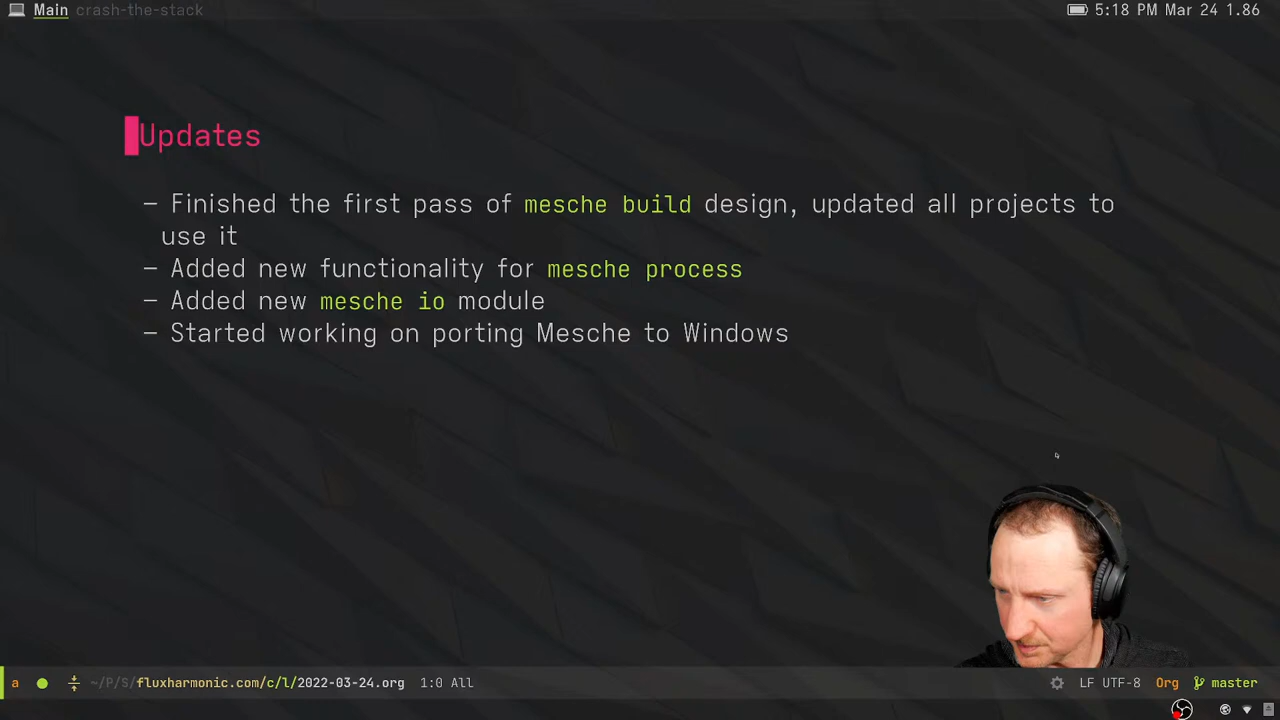 Main crash-the-stack
5:18 PM Mar 24 1.86
Updates
– Finished the first pass of mesche build design, updated all projects to
use it
– Added new functionality for mesche process
– Added new mesche io module
– Started working on porting Mesche to Windows
a ~/P/S/fluxharmonic.com/c/l/2022-03-24.org 1:0 All
LF UTF-8 Org master